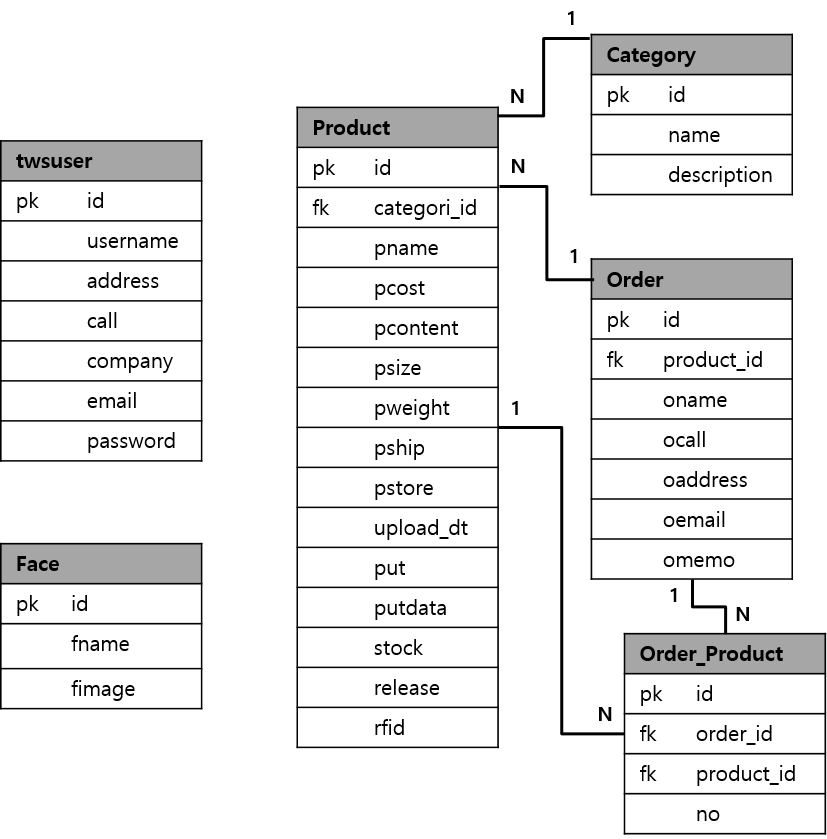 twsuser
pk id
username
address
call
company
email
password
Face
pk id
fname
fimage
Product
pk id
fk categori_id
pname
pcost
pcontent
psize
pweight
pship
pstore
upload_dt
put
putdata
stock
release
rfid
1
N
Category
pk id
name
description
N
1
Order
pk id
fk product_id
oname
ocall
oaddress
oemail
omemo
1
N
1
N
Order_Product
pk id
fk order_id
fk product_id
no